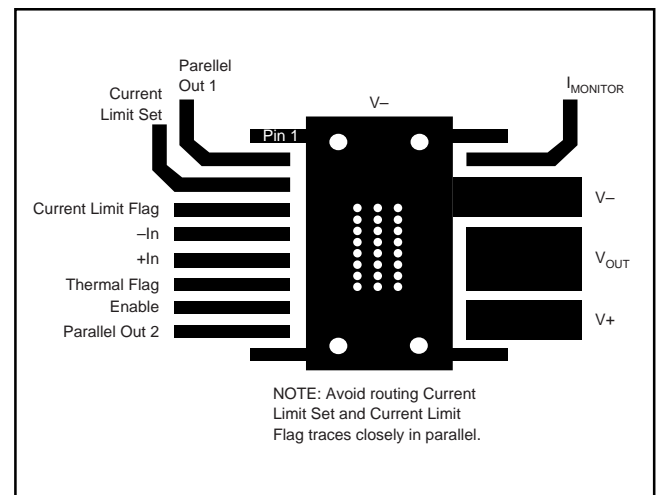 Parellel
Out 1
Current
Limit Set
V–
I_MONITOR
Pin 1
Current Limit Flag
–In
+In
Thermal Flag
Enable
Parallel Out 2
V–
V_OUT
V+
NOTE: Avoid routing Current
Limit Set and Current Limit
Flag traces closely in parallel.